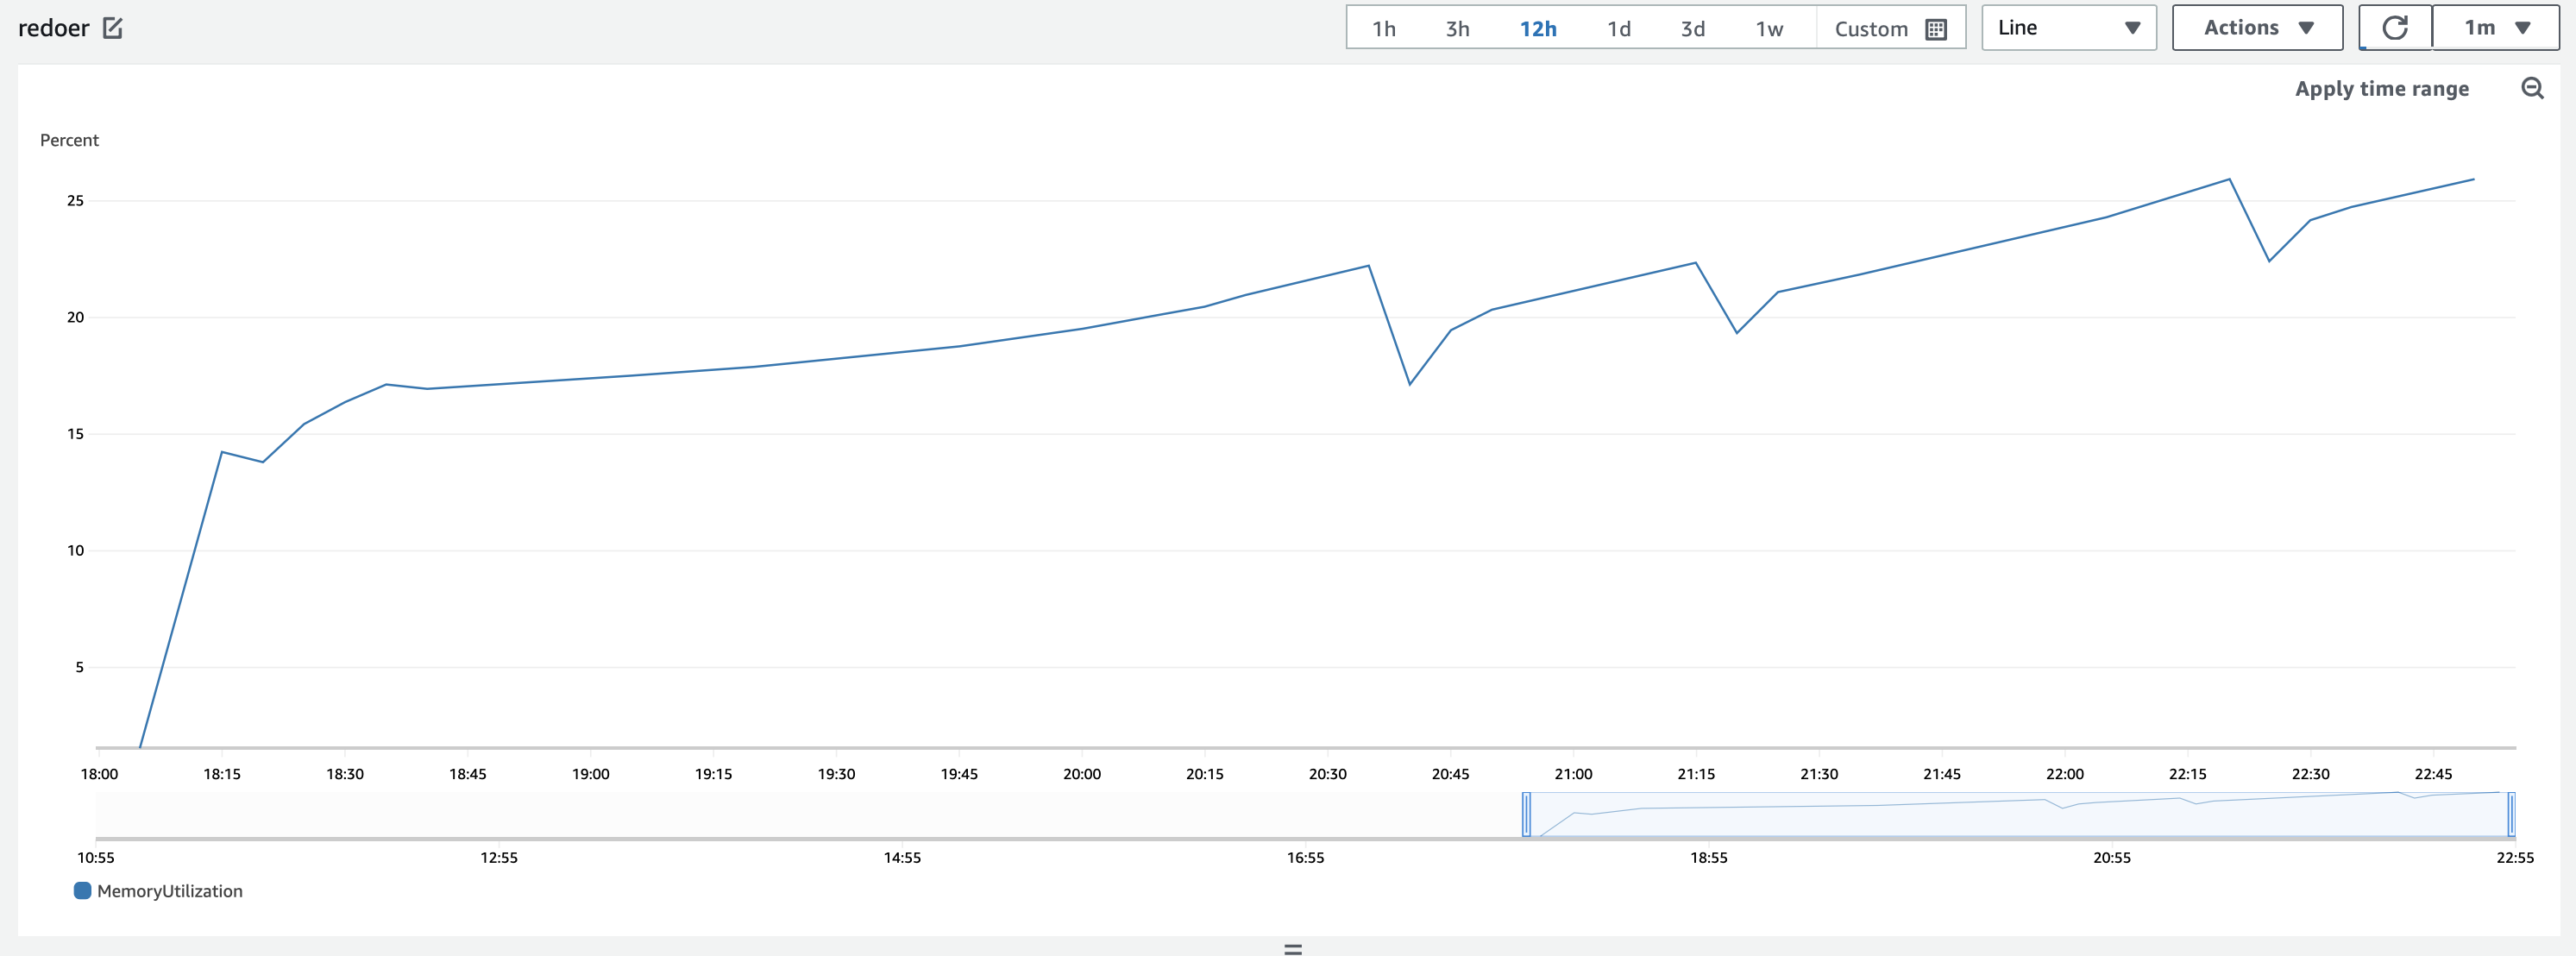 redoer 1h 3h 12h 1d 3d 1w Custom Line Actions 1m
Apply time range
Percent
25
20
15
10
5
18:00 18:15 18:30 18:45 19:00 19:15 19:30 19:45 20:00 20:15 20:30 20:45 21:00 21:15 21:30 21:45 22:00 22:15 22:30 22:45
10:55 12:55 14:55 16:55 18:55 20:55 22:55
MemoryUtilization